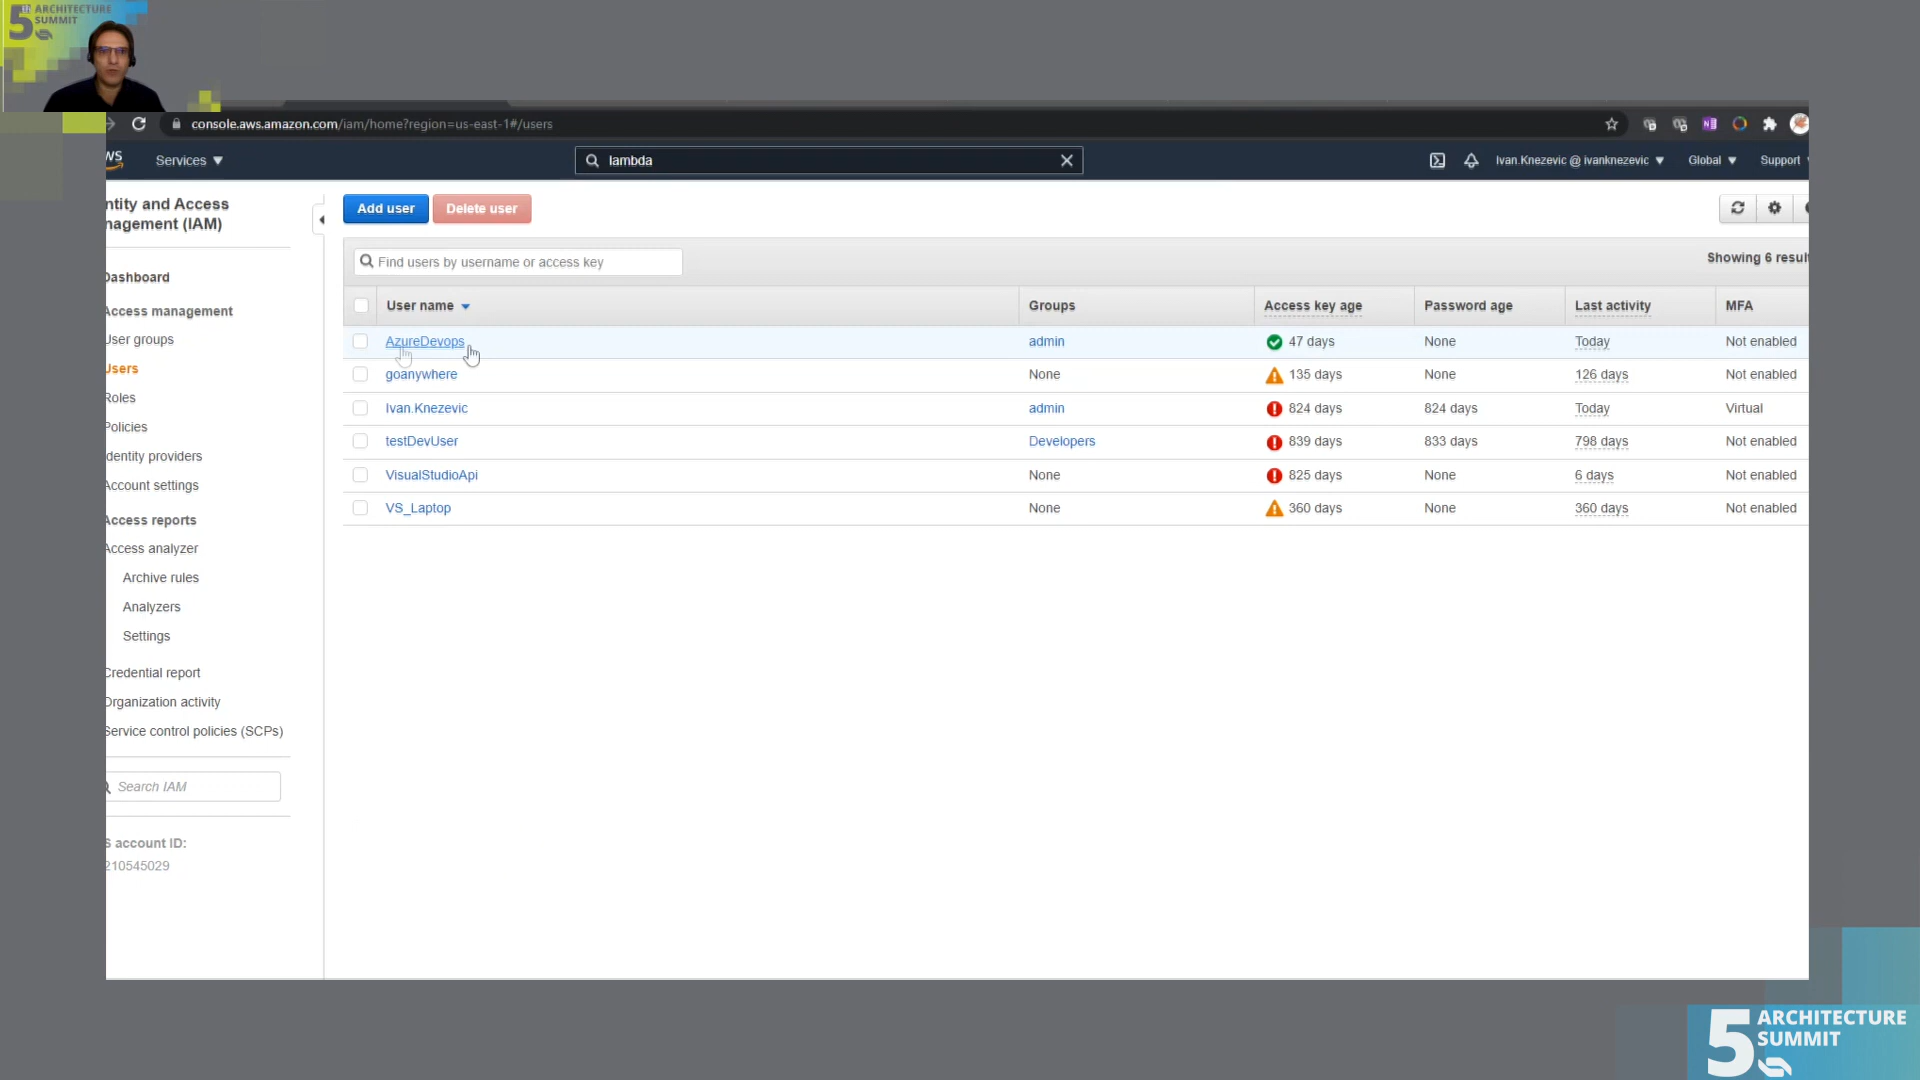 5th ARCHITECTURE
SUMMIT
console.aws.amazon.com/iam/home?region=us-east-1#/users
WS
Services
lambda
Ivan.Knezevic @ ivanknezevic
Global
Support
ntity and Access
nagement (IAM)
Dashboard
Access management
User groups
Users
Roles
Policies
Identity providers
Account settings
Access reports
Access analyzer
Archive rules
Analyzers
Settings
Credential report
Organization activity
Service control policies (SCPs)
Search IAM
S account ID:
210545029
Add user
Delete user
Find users by username or access key
Showing 6 result
User name Groups Access key age Password age Last activity MFA
AzureDevops admin 47 days None Today Not enabled
goanywhere None 135 days None 126 days Not enabled
Ivan.Knezevic admin 824 days 824 days Today Virtual
testDevUser Developers 839 days 833 days 798 days Not enabled
VisualStudioApi None 825 days None 6 days Not enabled
VS_Laptop None 360 days None 360 days Not enabled
5 ARCHITECTURE
SUMMIT